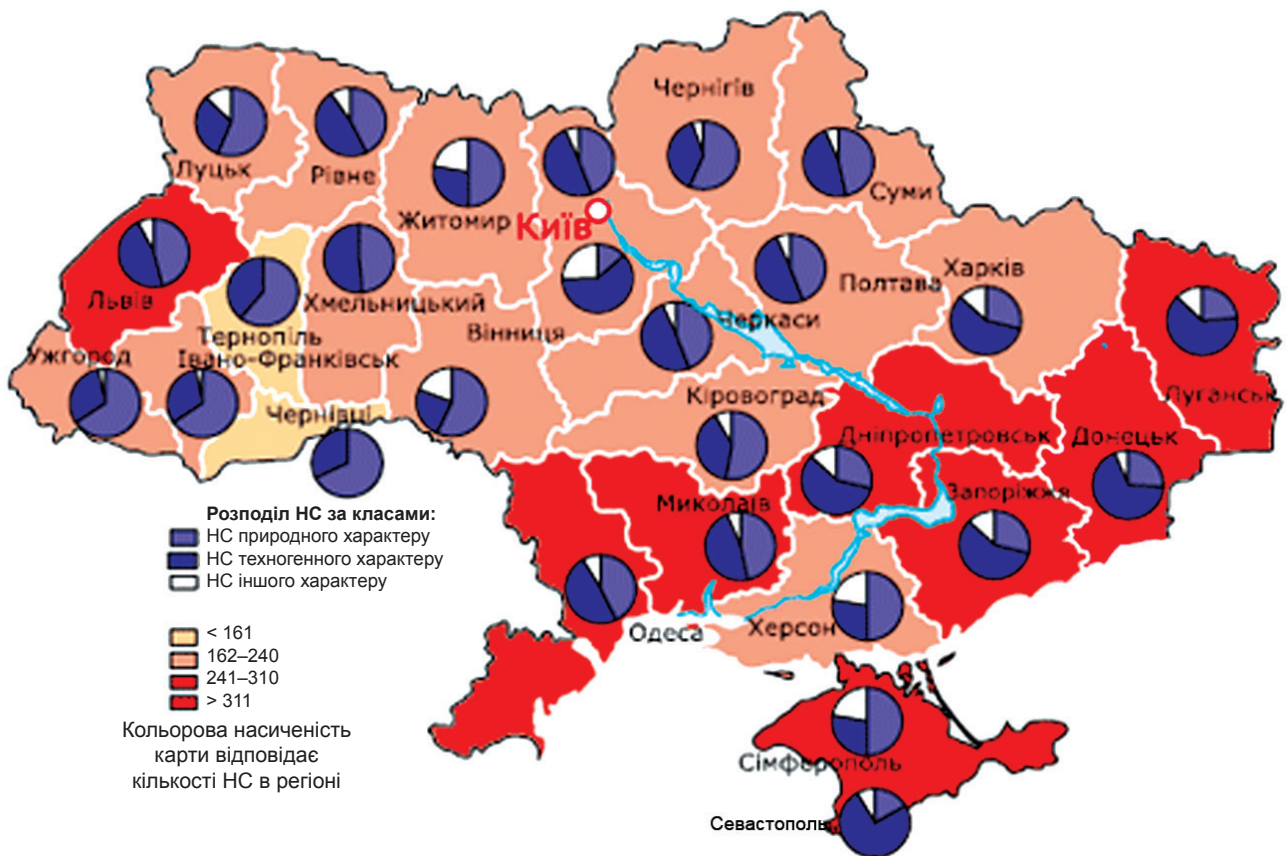 Чернігів
Луцьк
Рівне
Суми
Житомир
Київ
Львів
Хмельницький
Полтава
Харків
Тернопіль
Вінниця
Черкаси
Ужгород
Івано-Франківськ
Луганськ
Чернівці
Кіровоград
Дніпропетровськ
Донецьк
Запоріжжя
Миколаїв
Розподіл НС за класами:
НС природного характеру
НС техногенного характеру
НС іншого характеру
Одеса
Херсон
< 161
162–240
241–310
> 311
Кольорова насиченість
карти відповідає
кількості НС в регіоні
Сімферополь
Севастополь